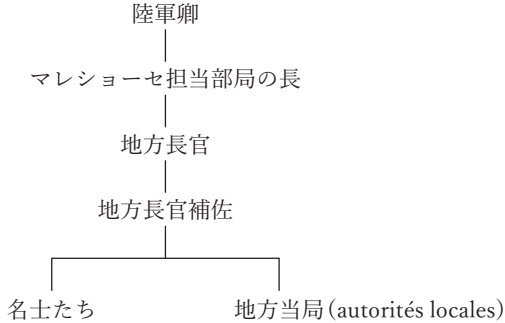 陸軍卿
マレショーセ担当部局の長
地方長官
地方長官補佐
名士たち
地方当局(autorités locales)